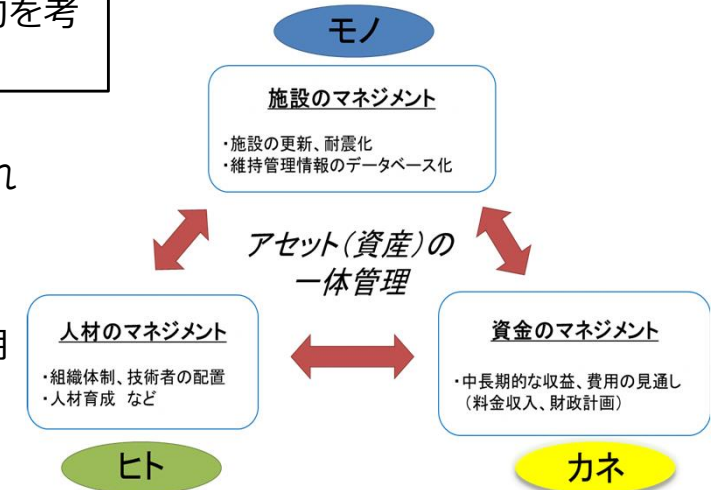 を考
モノ
施設のマネジメント
・施設の更新、耐震化
・維持管理情報のデータベース化
れ
アセット(資産)の
一体管理
人材のマネジメント
・組織体制、技術者の配置
・人材育成 など
ヒト
資金のマネジメント
・中長期的な収益、費用の見通し
(料金収入、財政計画)
カネ